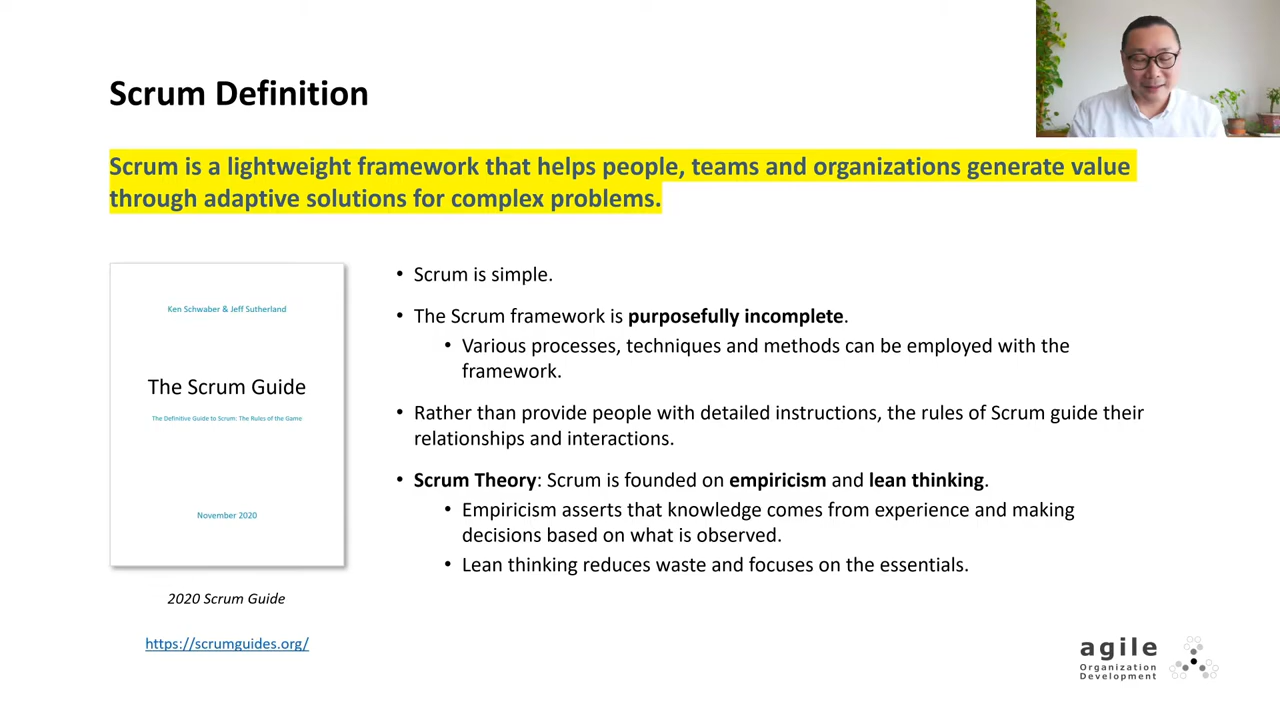 Scrum Definition
Scrum is a lightweight framework that helps people, teams and organizations generate value
through adaptive solutions for complex problems.
Ken Schwaber & Jeff Sutherland
The Scrum Guide
The Definitive Guide to Scrum: The Rules of the Game
November 2020
2020 Scrum Guide
https://scrumguides.org/
• Scrum is simple.
• The Scrum framework is purposefully incomplete.
• Various processes, techniques and methods can be employed with the
framework.
• Rather than provide people with detailed instructions, the rules of Scrum guide their
relationships and interactions.
• Scrum Theory: Scrum is founded on empiricism and lean thinking.
• Empiricism asserts that knowledge comes from experience and making
decisions based on what is observed.
• Lean thinking reduces waste and focuses on the essentials.
agile
Organization
Development